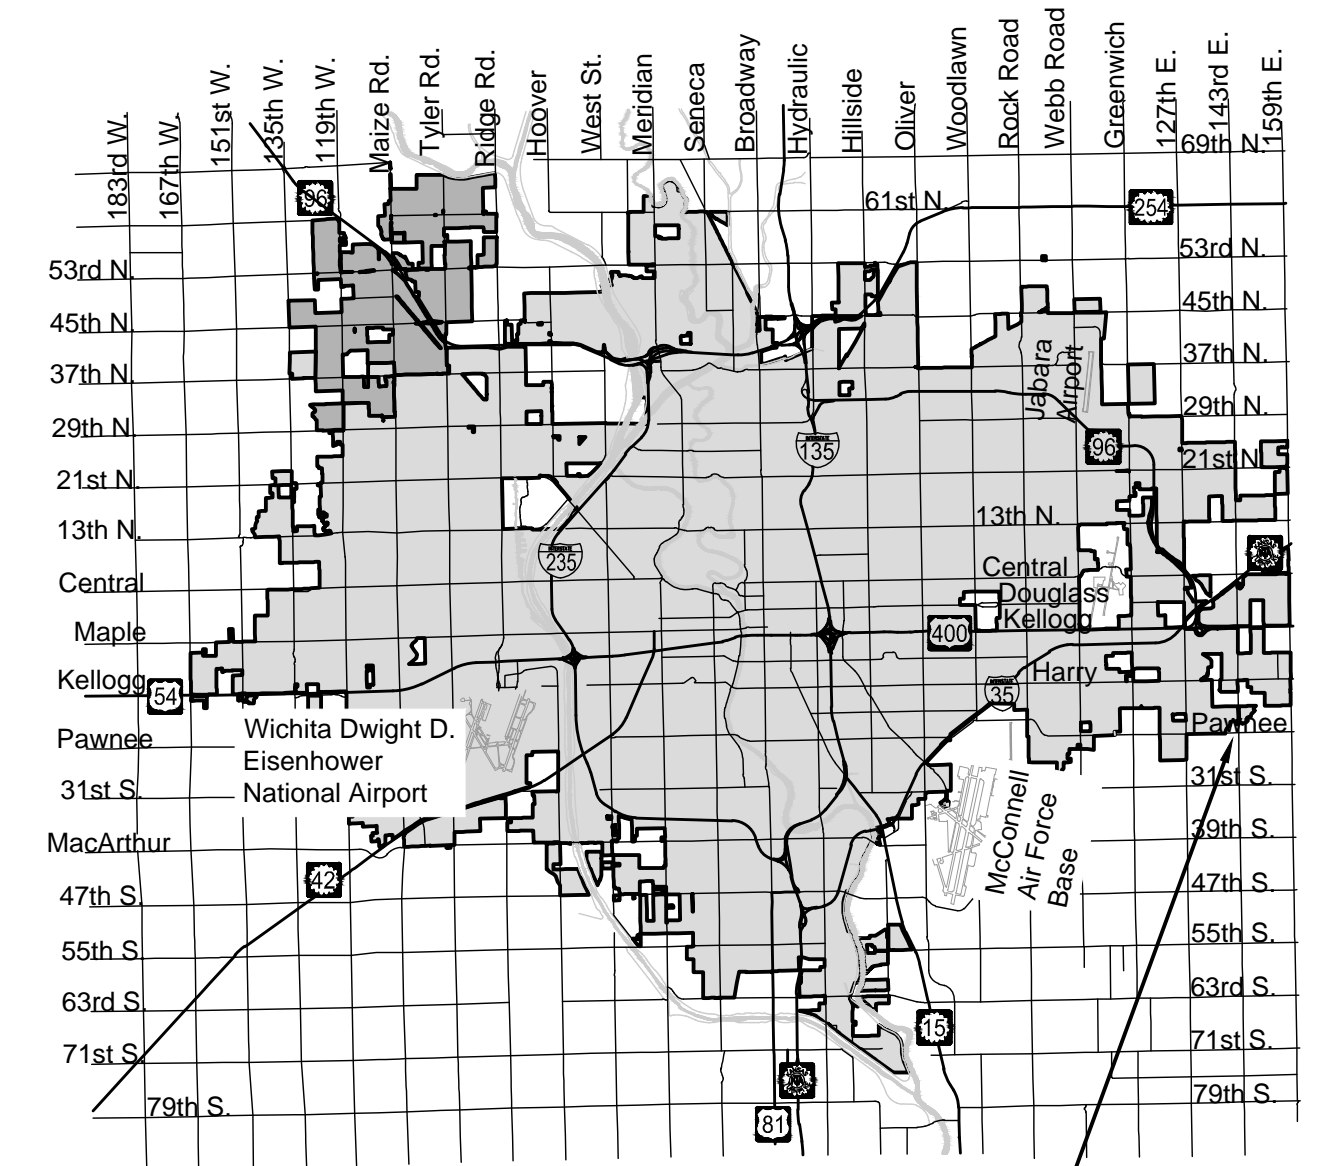 183rd W.
167th W.
151st W.
135th W.
119th W.
Maize Rd.
Tyler Rd.
Ridge Rd.
Hoover
West St.
Meridian
Seneca
Broadway
Hydraulic
Hillside
Oliver
Woodlawn
Rock Road
Webb Road
Greenwich
127th E.
143rd E.
159th E.
69th N.
96
61st N.
254
53rd N.
53rd N.
45th N.
45th N.
37th N.
37th N.
Jabara
Airport
29th N.
29th N.
INTERSTATE
135
96
21st N.
21st N.
13th N.
13th N.
INTERSTATE
235
Central
Central
Douglass
Kellogg
Maple
400
Kellogg
54
Harry
INTERSTATE
35
Wichita Dwight D.
Eisenhower
National Airport
Pawnee
Pawnee
31st S.
31st S.
McConnell
Air Force
Base
MacArthur
39th S.
42
47th S.
47th S.
55th S.
55th S.
63rd S.
63rd S.
15
71st S.
71st S.
79th S.
79th S.
81